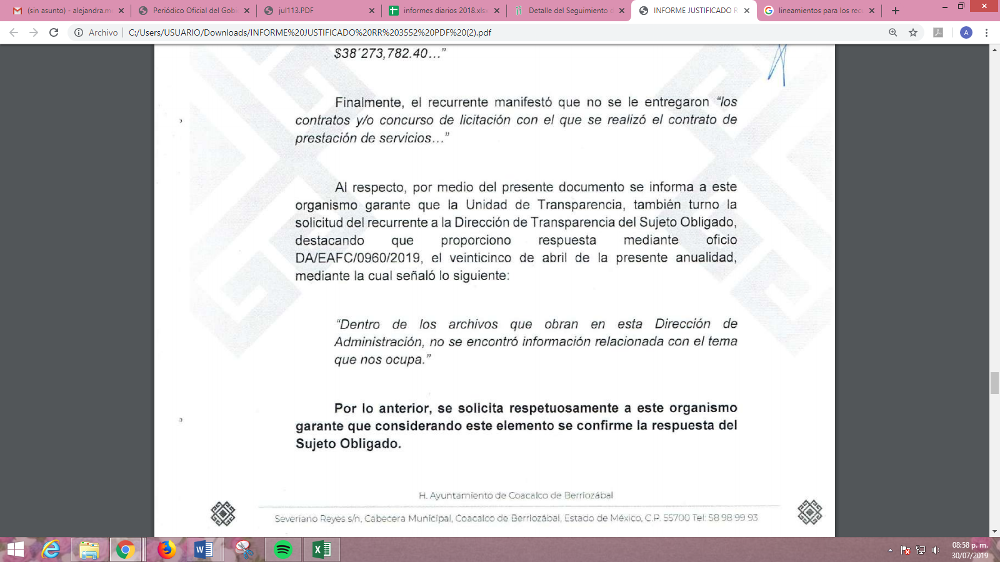 (sin asunto) - alejandra.m
Periódico Oficial del Gobi
jul113.PDF
informes diarios 2018.xlsx
Detalle del Seguimiento d
INFORME JUSTIFICADO R
lineamientos para los recu
Archivo
C:/Users/USUARIO/Downloads/INFORME%20JUSTIFICADO%20RR%203552%20PDF%20(2).pdf
A
$38´273,782.40…”
Finalmente, el recurrente manifestó que no se le entregaron “los
contratos y/o concurso de licitación con el que se realizó el contrato de
prestación de servicios…”
Al respecto, por medio del presente documento se informa a este
organismo garante que la Unidad de Transparencia, también turno la
solicitud del recurrente a la Dirección de Transparencia del Sujeto Obligado,
destacando que proporciono respuesta mediante oficio
DA/EAFC/0960/2019, el veinticinco de abril de la presente anualidad,
mediante la cual señaló lo siguiente:
“Dentro de los archivos que obran en esta Dirección de
Administración, no se encontró información relacionada con el tema
que nos ocupa.”
Por lo anterior, se solicita respetuosamente a este organismo
garante que considerando este elemento se confirme la respuesta del
Sujeto Obligado.
H. Ayuntamiento de Coacalco de Berriozábal
Severiano Reyes s/n, Cabecera Municipal, Coacalco de Berriozábal, Estado de México, C.P. 55700 Tel: 58 98 99 93
08:58 p. m.
30/07/2019